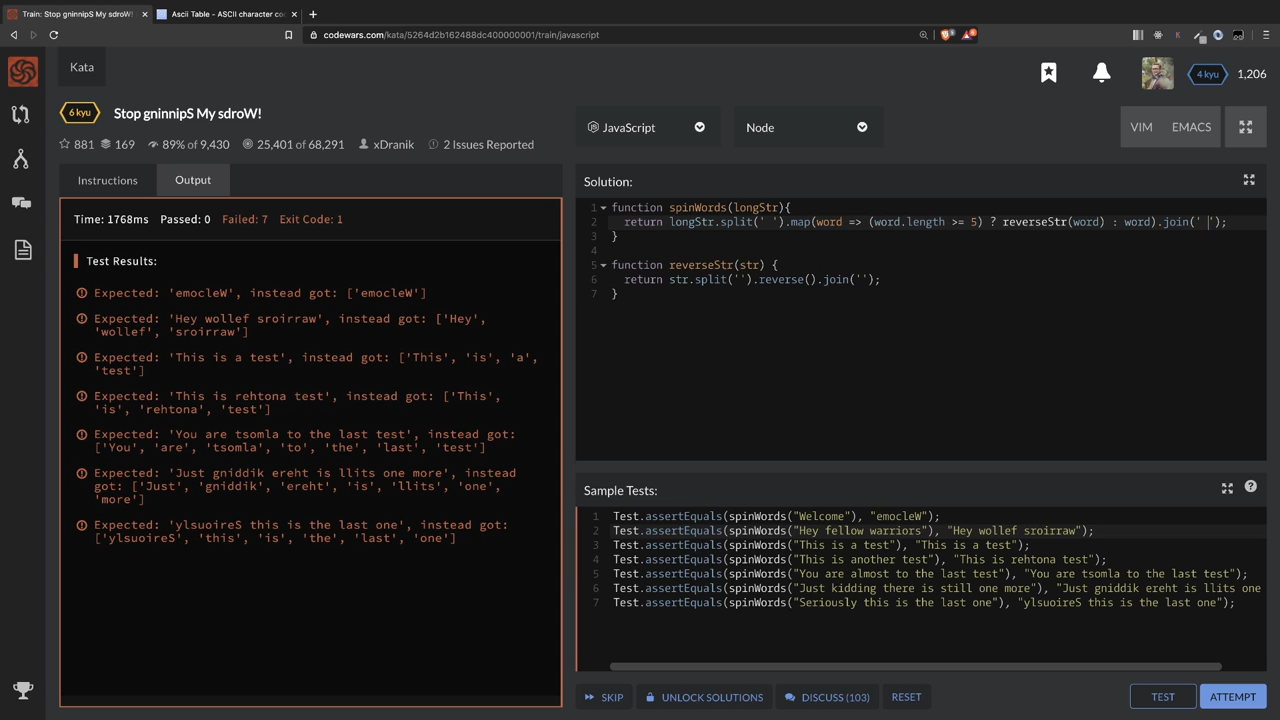 Train: Stop gninnipS My sdroW!
Ascii Table - ASCII character co
codewars.com/kata/5264d2b162488dc400000001/train/javascript
Kata
4 kyu
1,206
6 kyu
Stop gninnipS My sdroW!
JavaScript
Node
VIM
EMACS
881
169
89% of 9,430
25,401 of 68,291
xDranik
2 Issues Reported
Instructions
Output
Solution:
Time: 1768ms Passed: 0 Failed: 7 Exit Code: 1
Test Results:
Expected: 'emocleW', instead got: ['emocleW']
Expected: 'Hey wollef sroirraw', instead got: ['Hey',
'wollef', 'sroirraw']
Expected: 'This is a test', instead got: ['This', 'is', 'a',
'test']
Expected: 'This is rehtona test', instead got: ['This',
'is', 'rehtona', 'test']
Expected: 'You are tsomla to the last test', instead got:
['You', 'are', 'tsomla', 'to', 'the', 'last', 'test']
Expected: 'Just gniddik ereht is llits one more', instead
got: ['Just', 'gniddik', 'ereht', 'is', 'llits', 'one',
'more']
Expected: 'ylsuoireS this is the last one', instead got:
['ylsuoireS', 'this', 'is', 'the', 'last', 'one']
1 function spinWords(longStr){
2 return longStr.split(' ').map(word => (word.length >= 5) ? reverseStr(word) : word).join(' ');
3 }
4
5 function reverseStr(str) {
6 return str.split('').reverse().join('');
7 }
Sample Tests:
1 Test.assertEquals(spinWords("Welcome"), "emocleW");
2 Test.assertEquals(spinWords("Hey fellow warriors"), "Hey wollef sroirraw");
3 Test.assertEquals(spinWords("This is a test"), "This is a test");
4 Test.assertEquals(spinWords("This is another test"), "This is rehtona test");
5 Test.assertEquals(spinWords("You are almost to the last test"), "You are tsomla to the last test");
6 Test.assertEquals(spinWords("Just kidding there is still one more"), "Just gniddik ereht is llits one
7 Test.assertEquals(spinWords("Seriously this is the last one"), "ylsuoireS this is the last one");
SKIP
UNLOCK SOLUTIONS
DISCUSS (103)
RESET
TEST
ATTEMPT